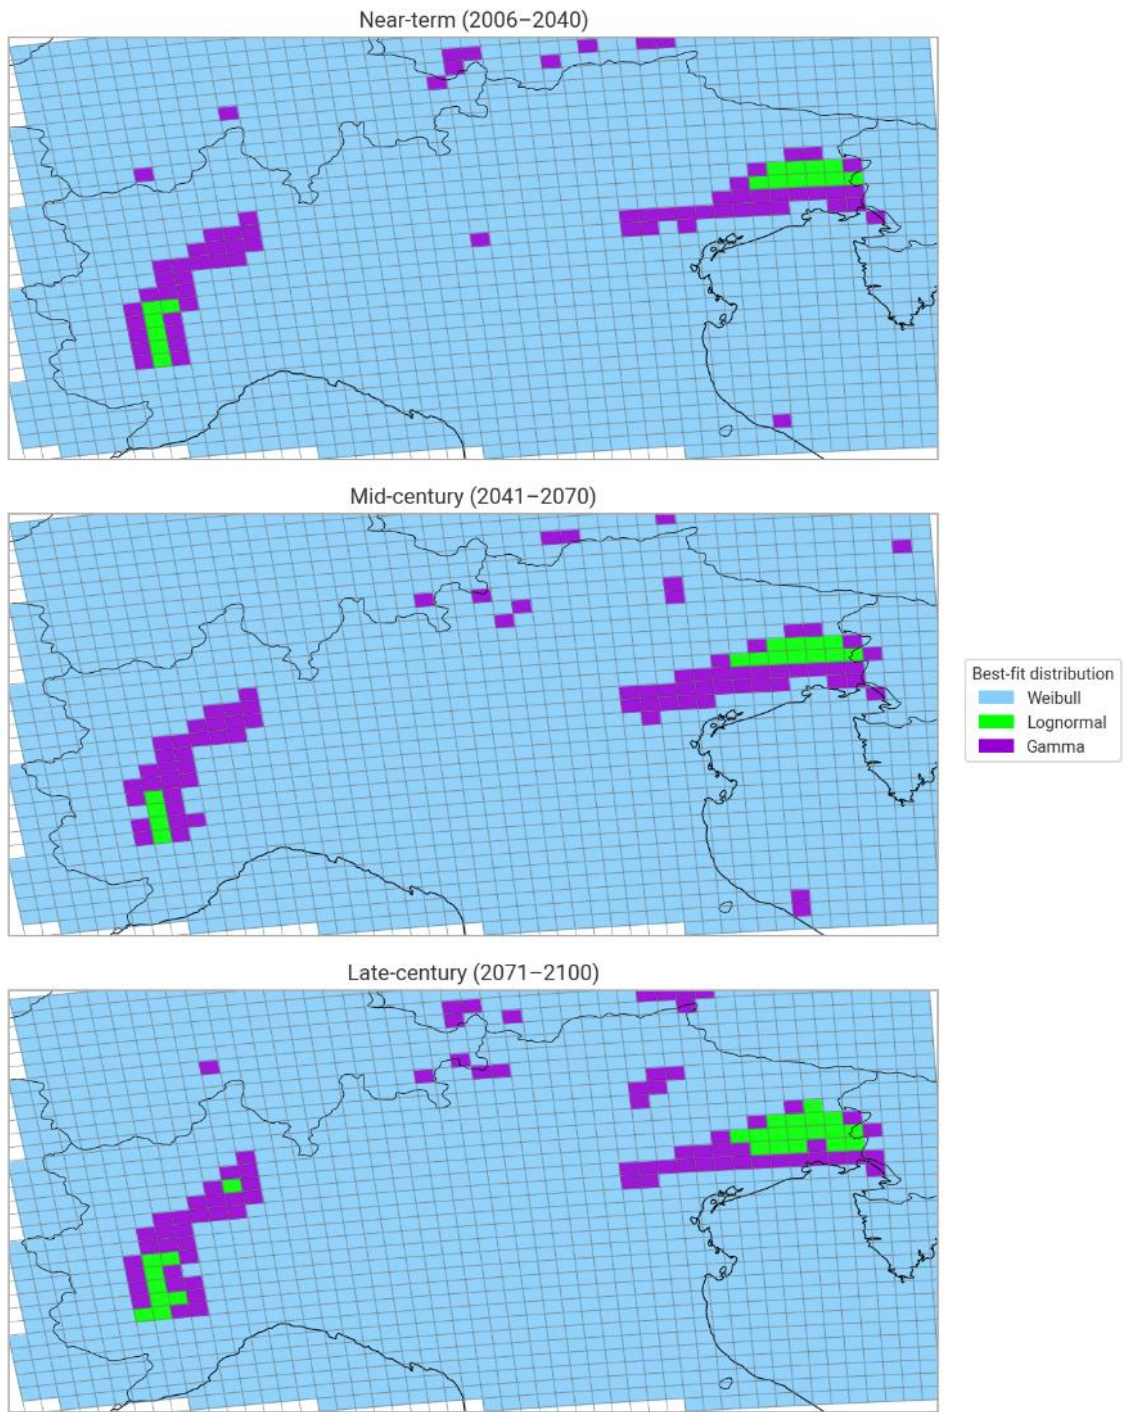 Near-term (2006–2040)
Mid-century (2041–2070)
Best-fit distribution
Weibull
Lognormal
Gamma
Late-century (2071–2100)